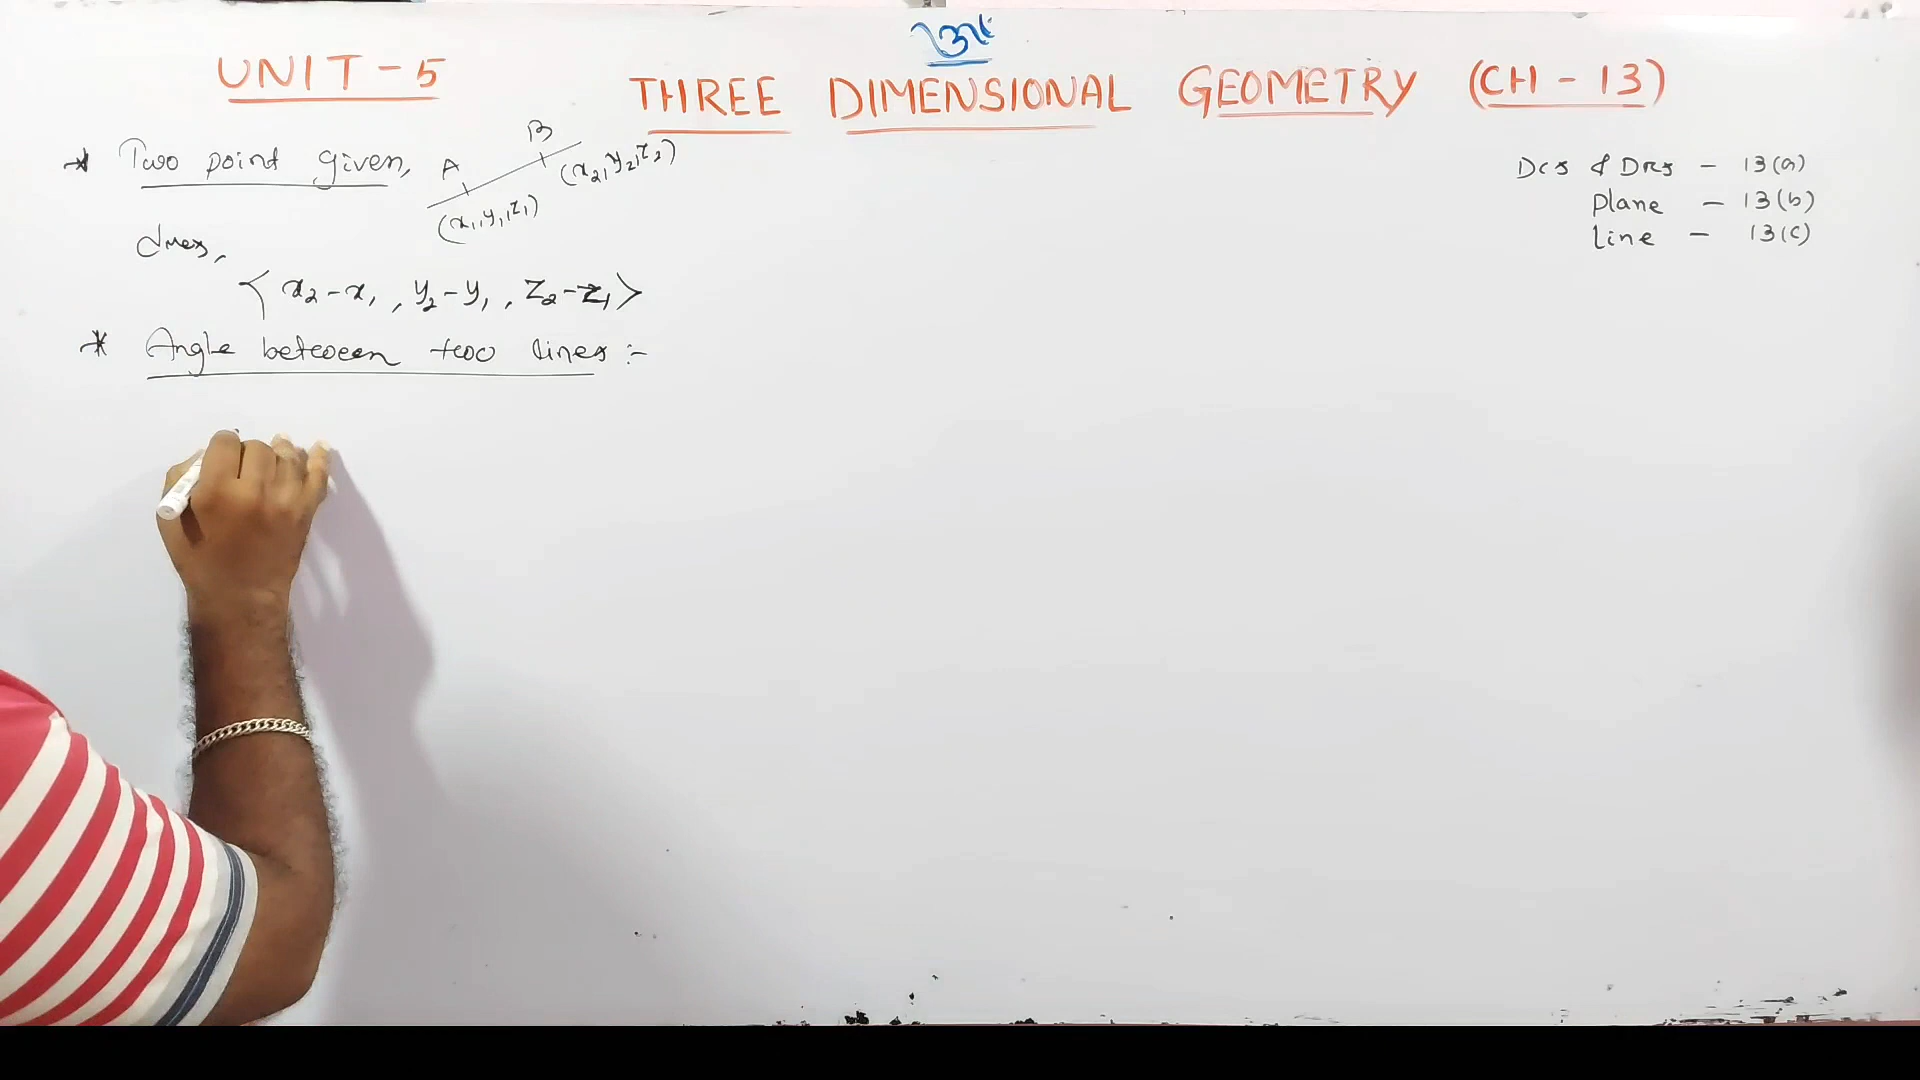 UNIT - 5
THREE DIMENSIONAL GEOMETRY (CH - 13)
* Two point given,
A
B
(x₁, y₁, z₁)
(x₂, y₂, z₂)
drs,
< x₂ - x₁ , y₂ - y₁ , z₂ - z₁ >
* Angle between two lines :-
Dcs & Drs - 13(a)
Plane - 13(b)
Line - 13(c)